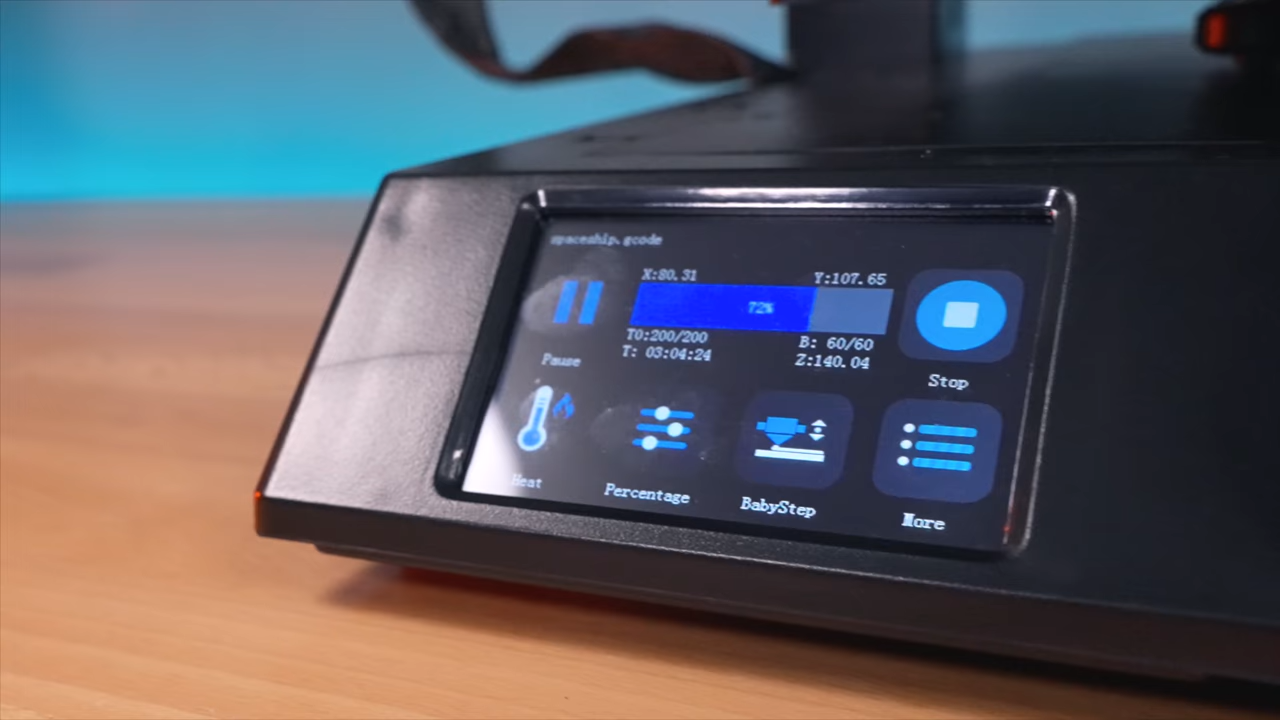 spaceship.gcode
X:80.31 Y:107.65
72%
T0:200/200 B: 60/60
T: 03:04:24 Z:140.04
Pause
Stop
Heat
Percentage
BabyStep
More